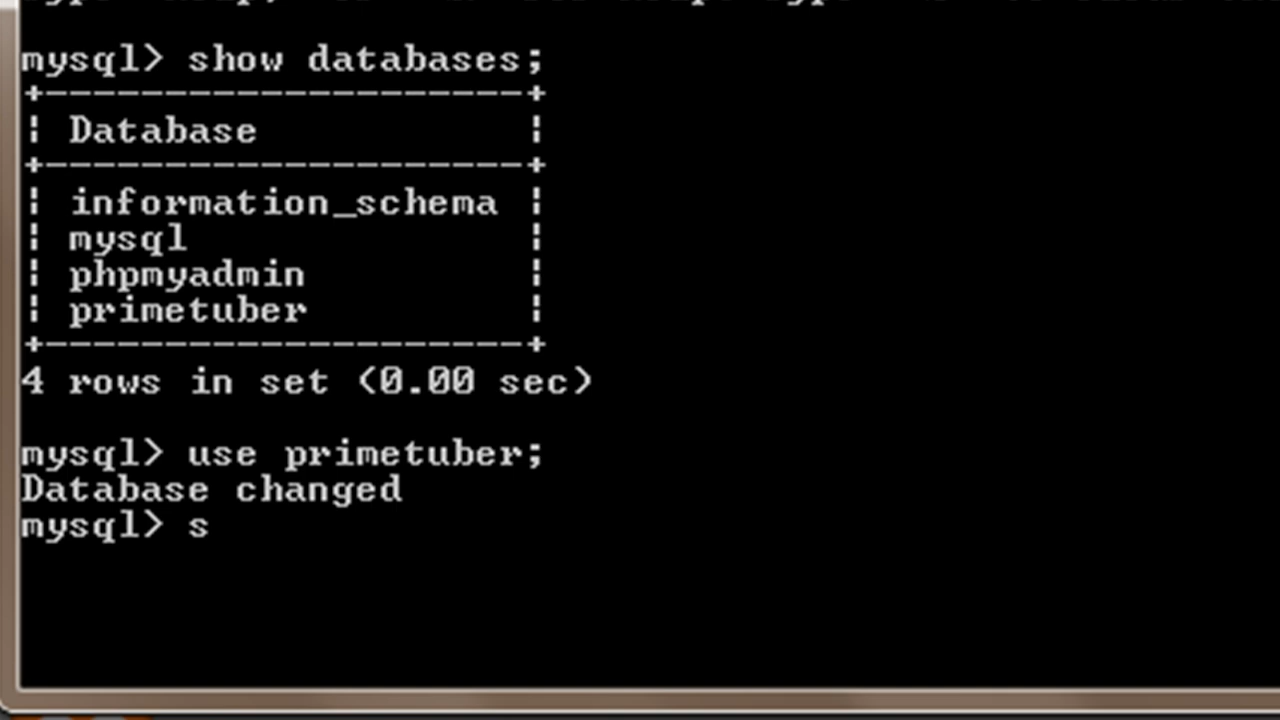 mysql> show databases;
+--------------------+
| Database           |
+--------------------+
| information_schema |
| mysql              |
| phpmyadmin         |
| primetuber         |
+--------------------+
4 rows in set (0.00 sec)
mysql> use primetuber;
Database changed
mysql> s